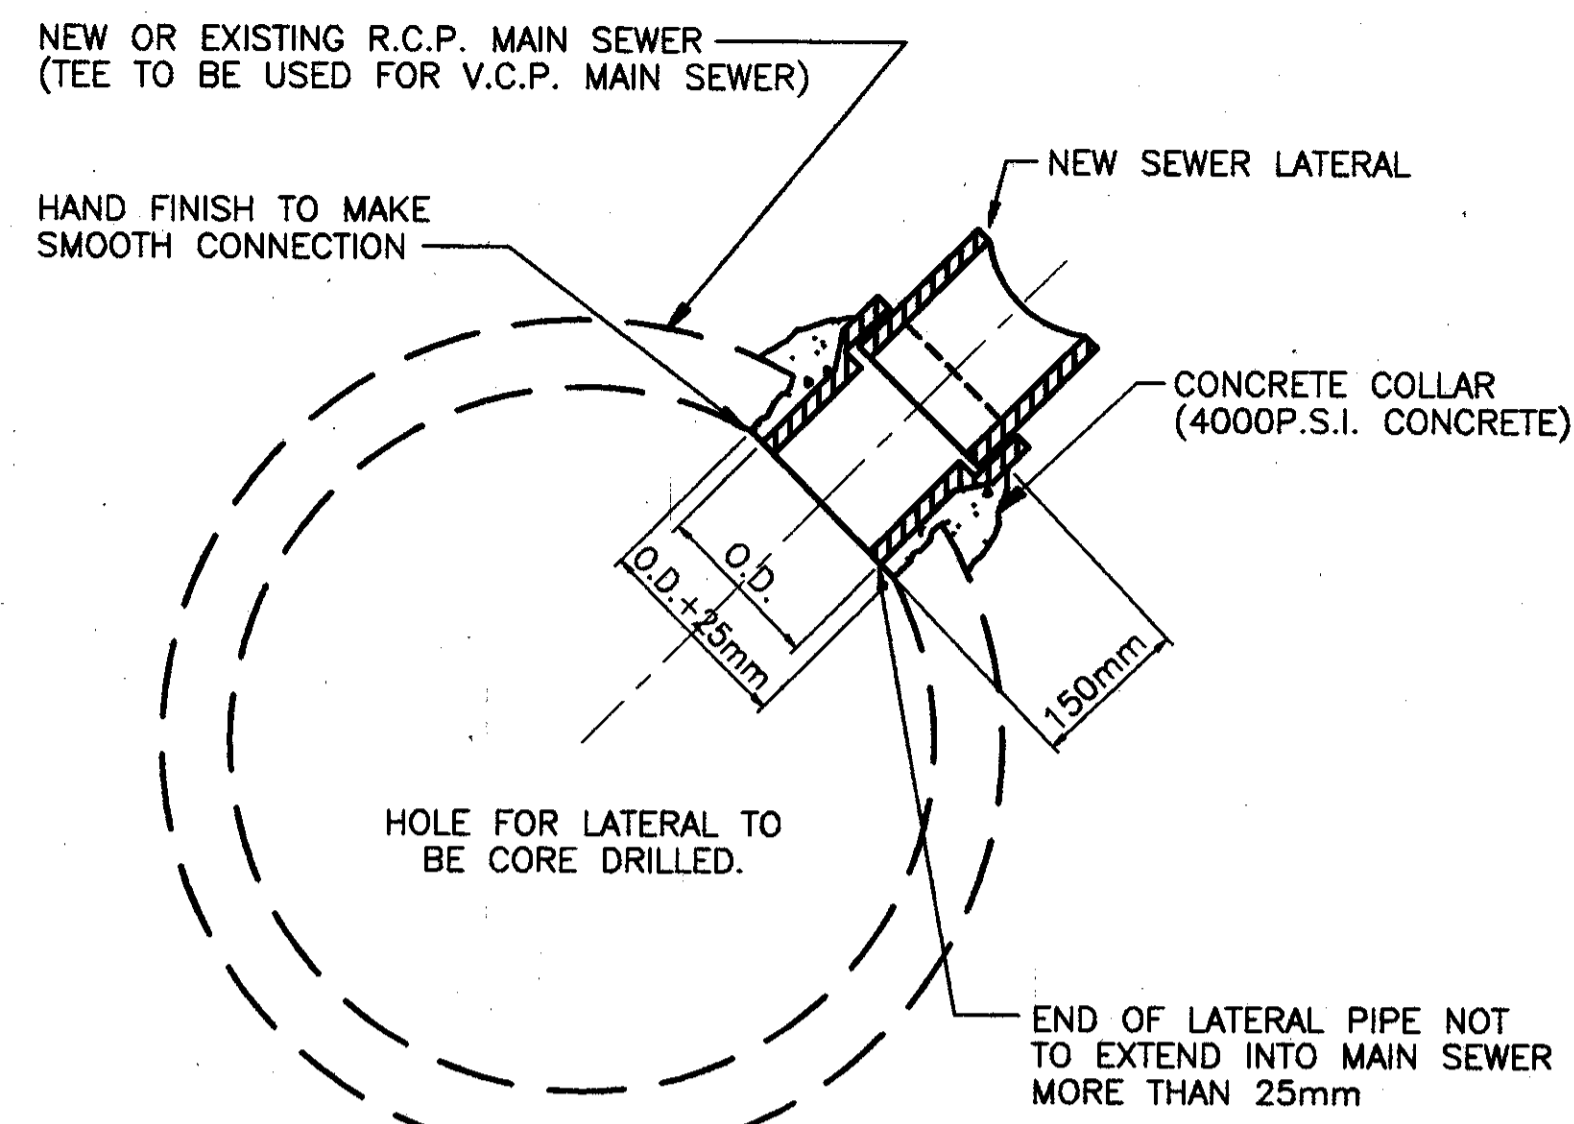 NEW OR EXISTING R.C.P. MAIN SEWER
(TEE TO BE USED FOR V.C.P. MAIN SEWER)
NEW SEWER LATERAL
HAND FINISH TO MAKE
SMOOTH CONNECTION
CONCRETE COLLAR
(4000P.S.I. CONCRETE)
O.D.
O.D.+25mm
150mm
HOLE FOR LATERAL TO
BE CORE DRILLED.
END OF LATERAL PIPE NOT
TO EXTEND INTO MAIN SEWER
MORE THAN 25mm